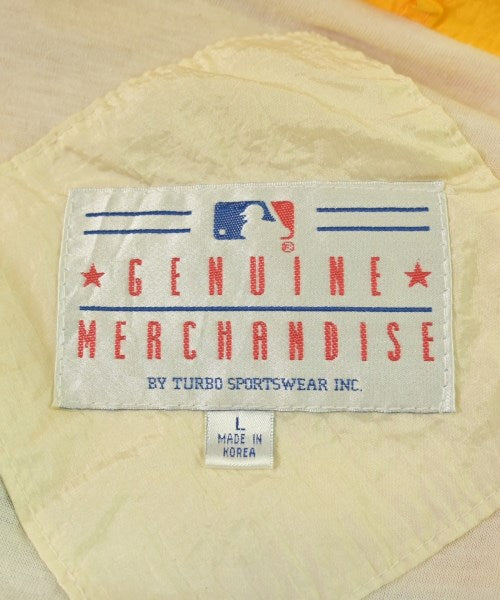 ®
★ GENUINE ★
MERCHANDISE
BY TURBO SPORTSWEAR INC.
L
MADE IN
KOREA